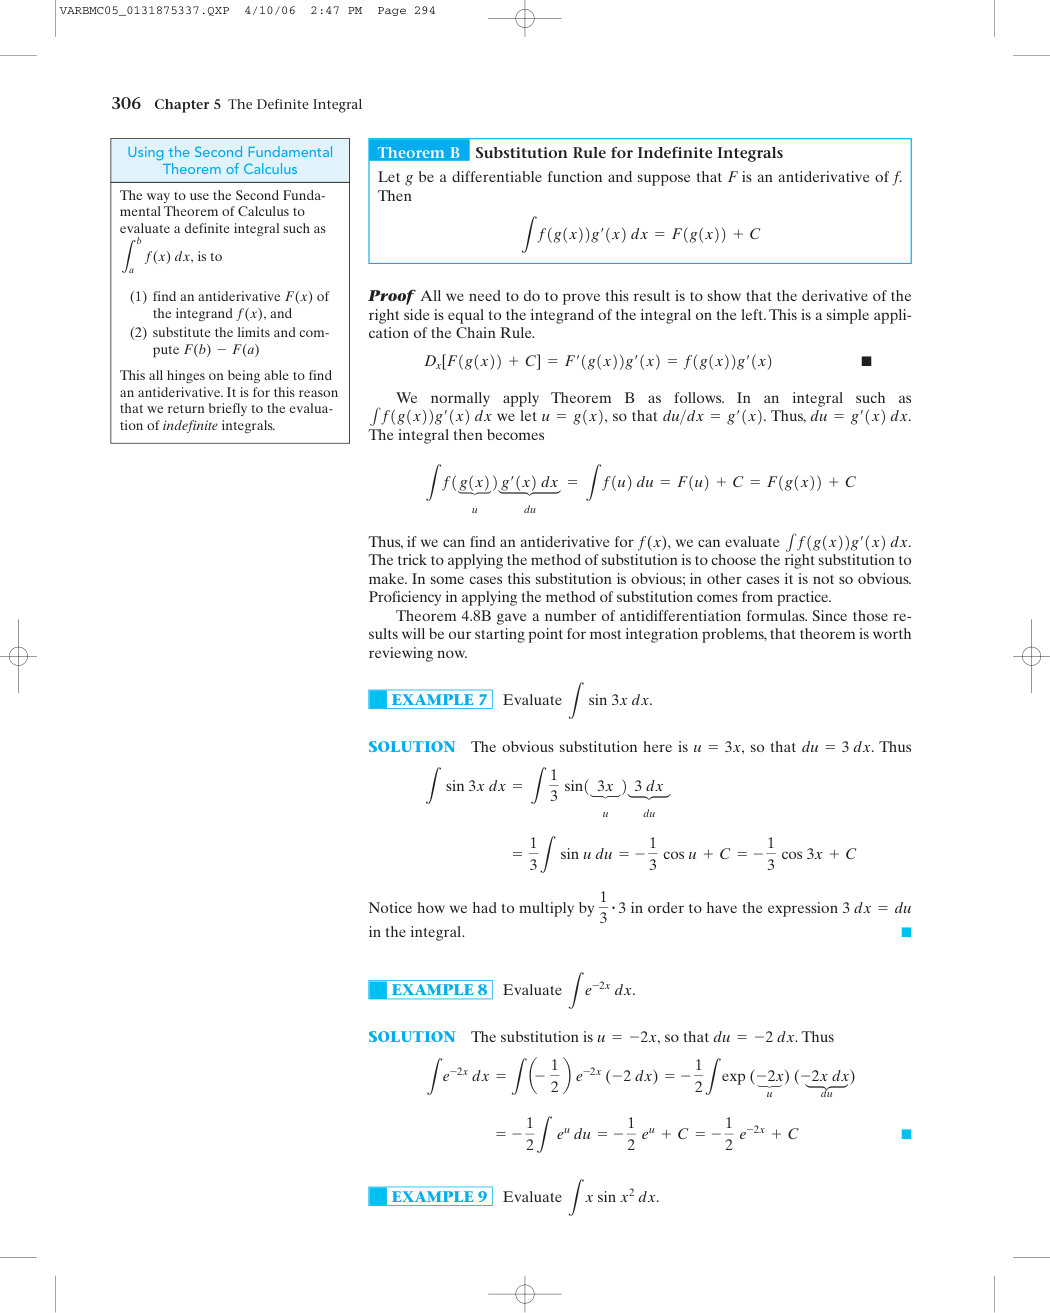 VARBMC05_0131875337.QXP 4/10/06 2:47 PM Page 294
306 Chapter 5 The Definite Integral
Using the Second Fundamental
Theorem of Calculus
The way to use the Second Funda-
mental Theorem of Calculus to
evaluate a definite integral such as
∫_a^b f(x) dx, is to
(1) find an antiderivative F(x) of
the integrand f(x), and
(2) substitute the limits and com-
pute F(b) − F(a)
This all hinges on being able to find
an antiderivative. It is for this reason
that we return briefly to the evalua-
tion of indefinite integrals.
Theorem B Substitution Rule for Indefinite Integrals
Let g be a differentiable function and suppose that F is an antiderivative of f.
Then
∫ f(g(x))g′(x) dx = F(g(x)) + C
Proof All we need to do to prove this result is to show that the derivative of the
right side is equal to the integrand of the integral on the left. This is a simple appli-
cation of the Chain Rule.
Dₓ[F(g(x)) + C] = F′(g(x))g′(x) = f(g(x))g′(x) ■
We normally apply Theorem B as follows. In an integral such as
∫ f(g(x))g′(x) dx we let u = g(x), so that du/dx = g′(x). Thus, du = g′(x) dx.
The integral then becomes
∫ f(g(x))g′(x) dx = ∫ f(u) du = F(u) + C = F(g(x)) + C
u du
Thus, if we can find an antiderivative for f(x), we can evaluate ∫ f(g(x))g′(x) dx.
The trick to applying the method of substitution is to choose the right substitution to
make. In some cases this substitution is obvious; in other cases it is not so obvious.
Proficiency in applying the method of substitution comes from practice.
Theorem 4.8B gave a number of antidifferentiation formulas. Since those re-
sults will be our starting point for most integration problems, that theorem is worth
reviewing now.
EXAMPLE 7 Evaluate ∫ sin 3x dx.
SOLUTION The obvious substitution here is u = 3x, so that du = 3 dx. Thus
∫ sin 3x dx = ∫ 1/3 sin(3x) 3 dx
u du
= 1/3 ∫ sin u du = −1/3 cos u + C = −1/3 cos 3x + C
Notice how we had to multiply by 1/3 · 3 in order to have the expression 3 dx = du
in the integral. ■
EXAMPLE 8 Evaluate ∫ e⁻²ˣ dx.
SOLUTION The substitution is u = −2x, so that du = −2 dx. Thus
∫ e⁻²ˣ dx = ∫ (−1/2) e⁻²ˣ (−2 dx) = −1/2 ∫ exp (−2x) (−2x dx)
u du
= −1/2 ∫ eᵘ du = −1/2 eᵘ + C = −1/2 e⁻²ˣ + C ■
EXAMPLE 9 Evaluate ∫ x sin x² dx.